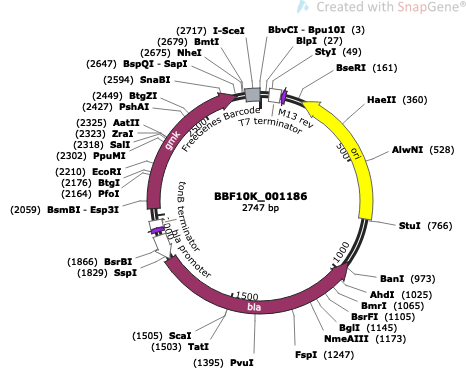 Created with SnapGene®
(2717) I-SceI
(2679) BmtI
(2675) NheI
(2627) BspQI - SapI
(2594) SnaBI
(2449) BtgZI
(2427) PshAI
(2325) AatII
(2323) ZraI
(2318) SalI
(2302) PpuMI
(2210) EcoRI
(2176) BtgI
(2164) PfoI
(2059) BsmBI - Esp3I
(1866) BsrBI
(1829) SspI
(1505) ScaI
(1503) TatI
(1395) PvuI
BbvCI - Bpu10I (3)
BlpI (27)
StyI (49)
BseRI (161)
HaeII (360)
AlwNI (528)
StuI (766)
BanI (973)
AhdI (1025)
BmrI (1065)
BsrFI (1105)
BglI (1145)
NmeAIII (1173)
FspI (1247)
FreeGenes Barcode
T7 terminator
M13 rev
ori
gmk
tonB terminator
bla promoter
bla
500
1000
1500
BBF10K_001186
2747 bp